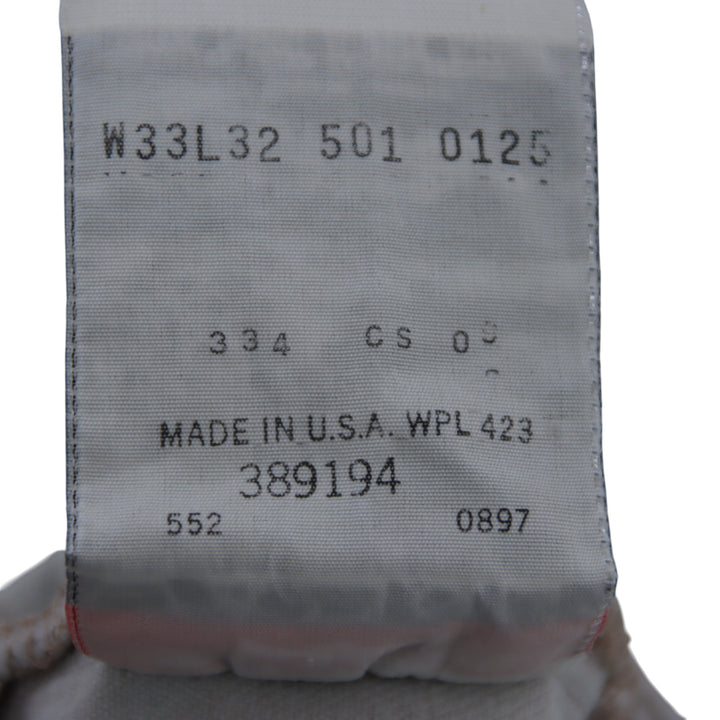 W33L32 501 0125
334 CS 0
MADE IN U.S.A. WPL 423
389194
552 0897